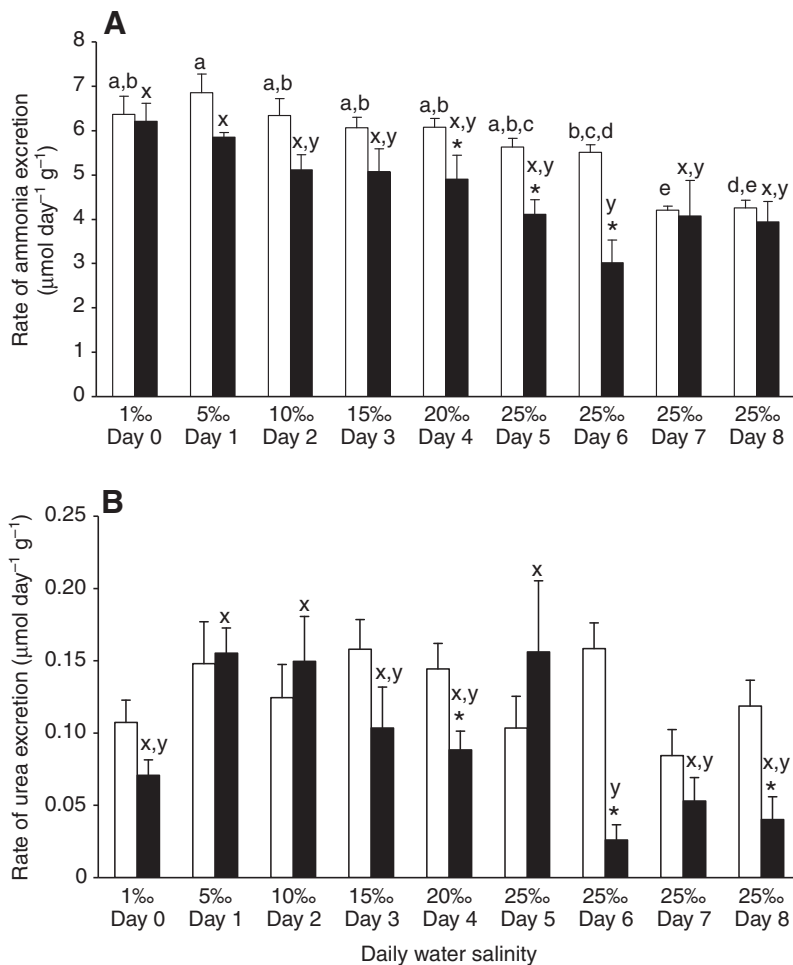 A
Rate of ammonia excretion
(μmol day–1 g–1)
8
7
6
5
4
3
2
1
0
a,b x a x a,b x,y a,b x,y a,b x,y * a,b,c x,y * b,c,d y * e x,y d,e x,y
1‰ 5‰ 10‰ 15‰ 20‰ 25‰ 25‰ 25‰ 25‰
Day 0 Day 1 Day 2 Day 3 Day 4 Day 5 Day 6 Day 7 Day 8
B
Rate of urea excretion (μmol day–1 g–1)
0.25
0.20
0.15
0.10
0.05
0
x,y x x x,y x,y * x y * x,y x,y *
1‰ 5‰ 10‰ 15‰ 20‰ 25‰ 25‰ 25‰ 25‰
Day 0 Day 1 Day 2 Day 3 Day 4 Day 5 Day 6 Day 7 Day 8
Daily water salinity